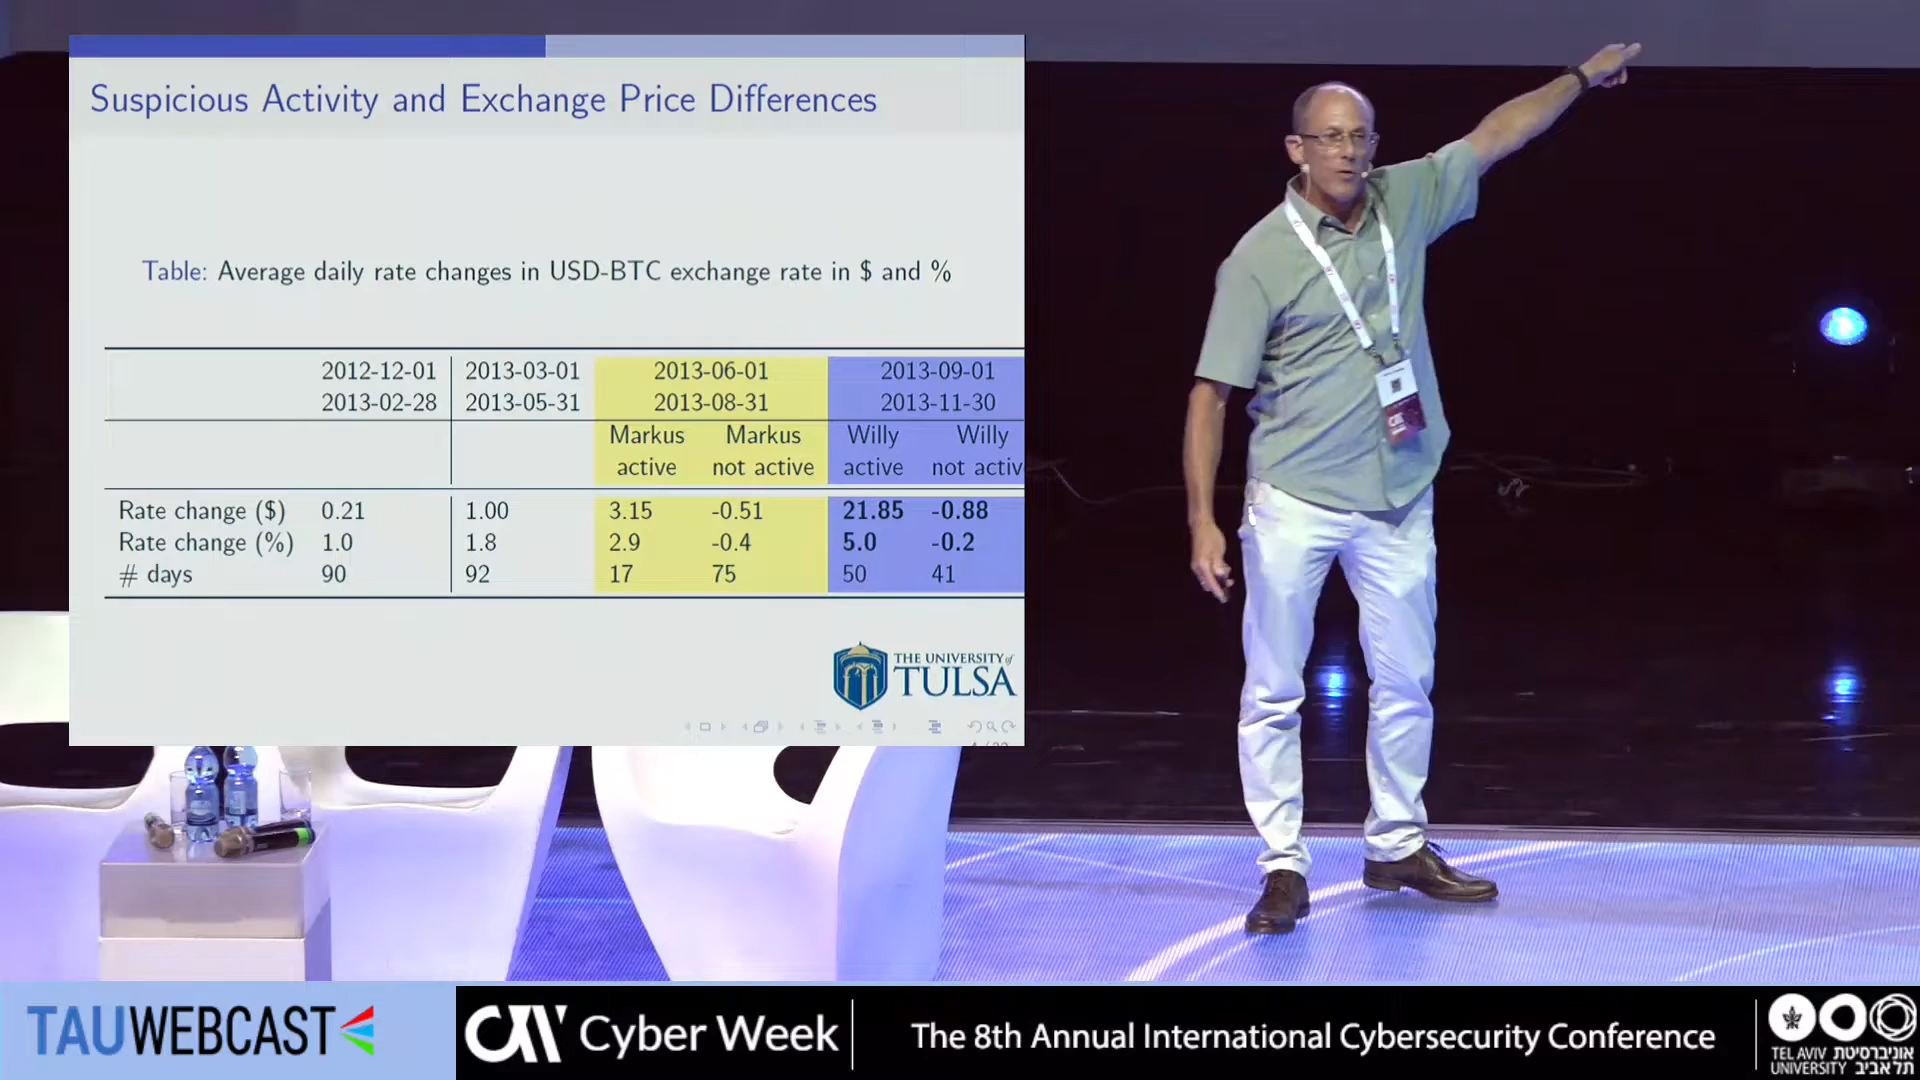 Suspicious Activity and Exchange Price Differences
Table: Average daily rate changes in USD-BTC exchange rate in $ and %
2012-12-01 2013-03-01 2013-06-01 2013-09-01
2013-02-28 2013-05-31 2013-08-31 2013-11-30
Markus Markus Willy Willy
active not active active not activ
Rate change ($) 0.21 1.00 3.15 -0.51 21.85 -0.88
Rate change (%) 1.0 1.8 2.9 -0.4 5.0 -0.2
# days 90 92 17 75 50 41
THE UNIVERSITY of
TULSA
TAUWEBCAST
Cyber Week
The 8th Annual International Cybersecurity Conference
TEL AVIV אוניברסיטת
UNIVERSITY תל אביב